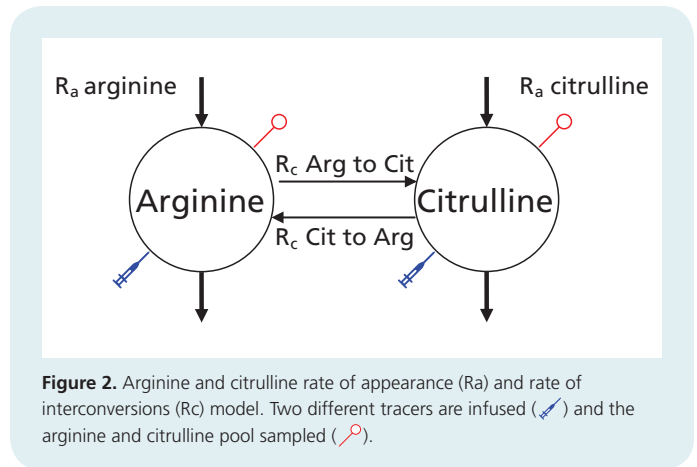 Ra arginine
Ra citrulline
Rc Arg to Cit
Arginine
Citrulline
Rc Cit to Arg
Figure 2. Arginine and citrulline rate of appearance (Ra) and rate of
interconversions (Rc) model. Two different tracers are infused ( ) and the
arginine and citrulline pool sampled ( ).